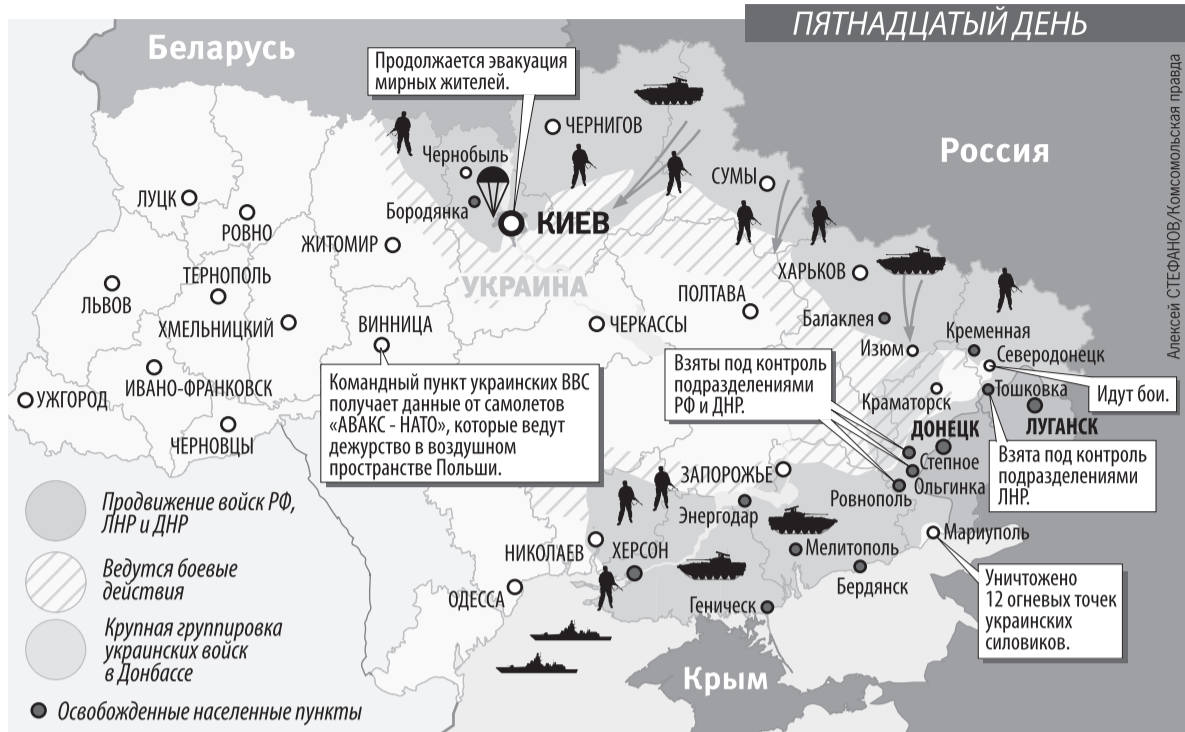 ПЯТНАДЦАТЫЙ ДЕНЬ
Беларусь
Продолжается эвакуация
мирных жителей.
Алексей СТЕФАНОВ/Комсомольская правда
ЧЕРНИГОВ
Россия
Чернобыль
СУМЫ
ЛУЦК
Бородянка
РОВНО
КИЕВ
ЖИТОМИР
ТЕРНОПОЛЬ
УКРАИНА
ХАРЬКОВ
ЛЬВОВ
ПОЛТАВА
ХМЕЛЬНИЦКИЙ
ВИННИЦА
ЧЕРКАССЫ
Балаклея
Кременная
Изюм
Северодонецк
Взяты под контроль
подразделениями
РФ и ДНР.
Идут бои.
ИВАНО-ФРАНКОВСК
УЖГОРОД
Командный пункт украинских ВВС
получает данные от самолетов
«АВАКС - НАТО», которые ведут
дежурство в воздушном
пространстве Польши.
Краматорск
Тошковка
ЛУГАНСК
ДОНЕЦК
ЧЕРНОВЦЫ
Взята под контроль
подразделениями
ЛНР.
Степное
ЗАПОРОЖЬЕ
Ольгинка
Ровнополь
Энергодар
Мариуполь
НИКОЛАЕВ
ХЕРСОН
Мелитополь
Бердянск
Уничтожено
12 огневых точек
украинских
силовиков.
ОДЕССА
Геническ
Крым
Продвижение войск РФ,
ЛНР и ДНР
Ведутся боевые
действия
Крупная группировка
украинских войск
в Донбассе
Освобожденные населенные пункты